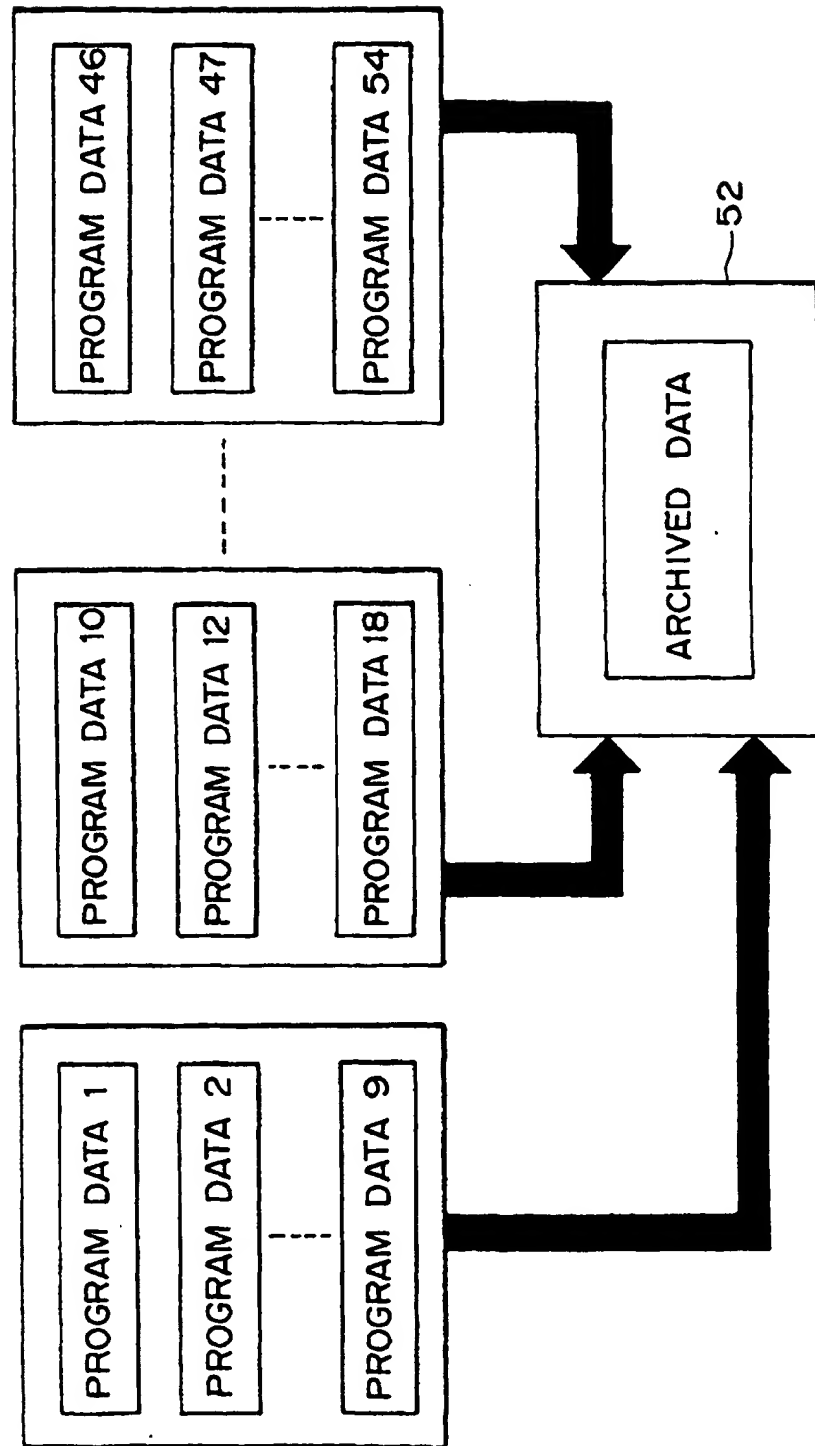 PROGRAM DATA 1
PROGRAM DATA 2
PROGRAM DATA 9
PROGRAM DATA 10
PROGRAM DATA 12
PROGRAM DATA 18
PROGRAM DATA 46
PROGRAM DATA 47
PROGRAM DATA 54
ARCHIVED DATA
52